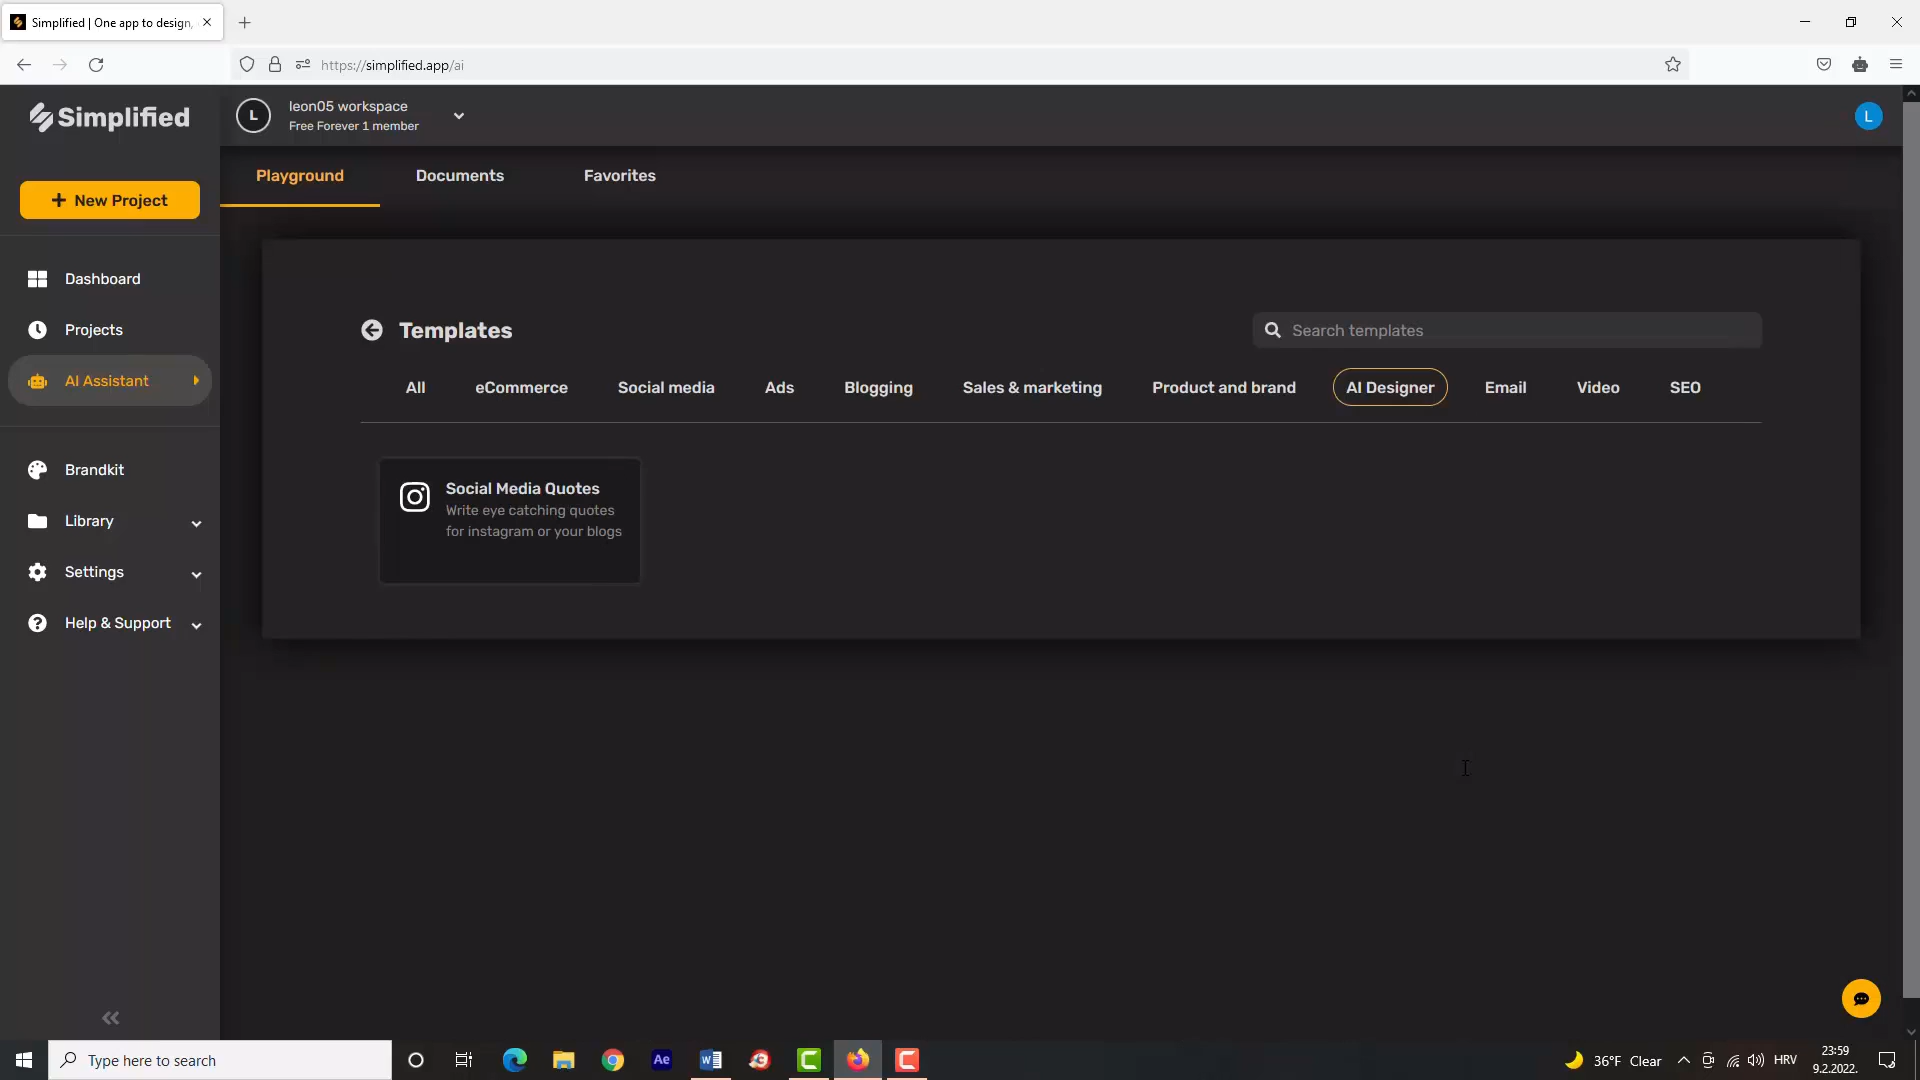 Simplified | One app to design,
https://simplified.app/ai
Simplified
L
leon05 workspace
Free Forever 1 member
L
New Project
Playground
Documents
Favorites
Dashboard
Projects
AI Assistant
Brandkit
Library
Settings
Help & Support
Templates
Search templates
All
eCommerce
Social media
Ads
Blogging
Sales & marketing
Product and brand
AI Designer
Email
Video
SEO
Social Media Quotes
Write eye catching quotes
for instagram or your blogs
Type here to search
Ae
36°F Clear
HRV
23:59
9.2.2022.